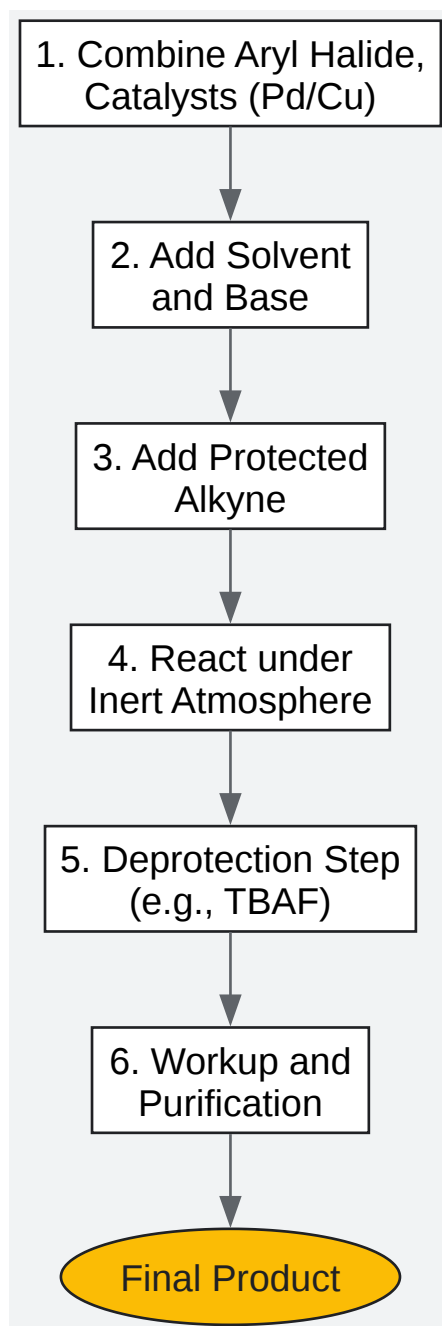 1. Combine Aryl Halide,
Catalysts (Pd/Cu)
2. Add Solvent
and Base
3. Add Protected
Alkyne
4. React under
Inert Atmosphere
5. Deprotection Step
(e.g., TBAF)
6. Workup and
Purification
Final Product